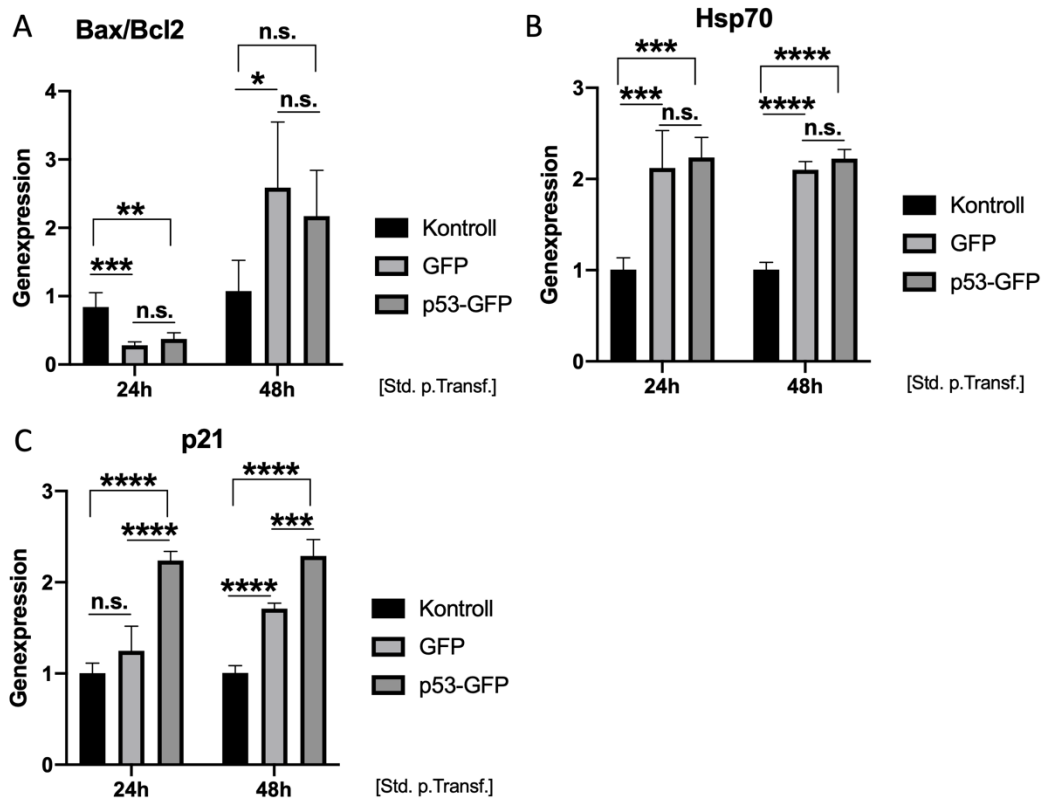 A Bax/Bcl2
n.s.
*
n.s.
**
***
n.s.
Genexpression
4
3
2
1
0
24h 48h
[Std. p.Transf.]
Kontroll
GFP
p53-GFP
B Hsp70
*** ****
*** ****
n.s. n.s.
Genexpression
3
2
1
0
24h 48h
[Std. p.Transf.]
Kontroll
GFP
p53-GFP
C p21
**** ****
**** ***
n.s. ****
Genexpression
3
2
1
0
24h 48h
[Std. p.Transf.]
Kontroll
GFP
p53-GFP